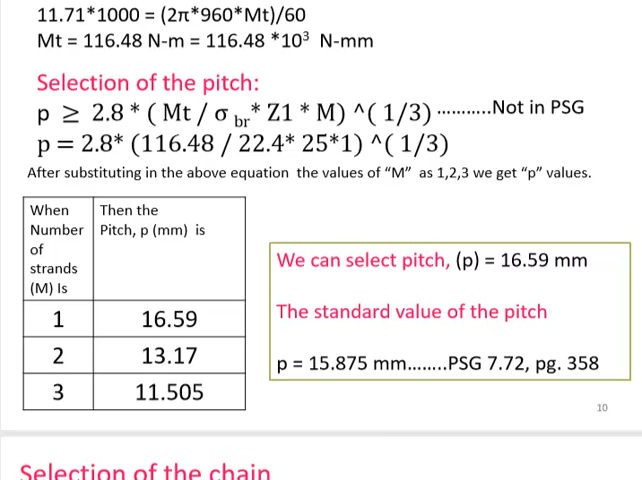 11.71*1000 = (2π*960*Mt)/60
Mt = 116.48 N-m = 116.48 *10³ N-mm
Selection of the pitch:
p ≥ 2.8 * ( Mt / σ br* Z1 * M) ^( 1/3) ...........Not in PSG
p = 2.8* (116.48 / 22.4* 25*1) ^( 1/3)
After substituting in the above equation the values of “M” as 1,2,3 we get “p” values.
When Number of strands (M) Is
Then the Pitch, p (mm) is
1 16.59
2 13.17
3 11.505
We can select pitch, (p) = 16.59 mm
The standard value of the pitch
p = 15.875 mm........PSG 7.72, pg. 358
10
Selection of the chain